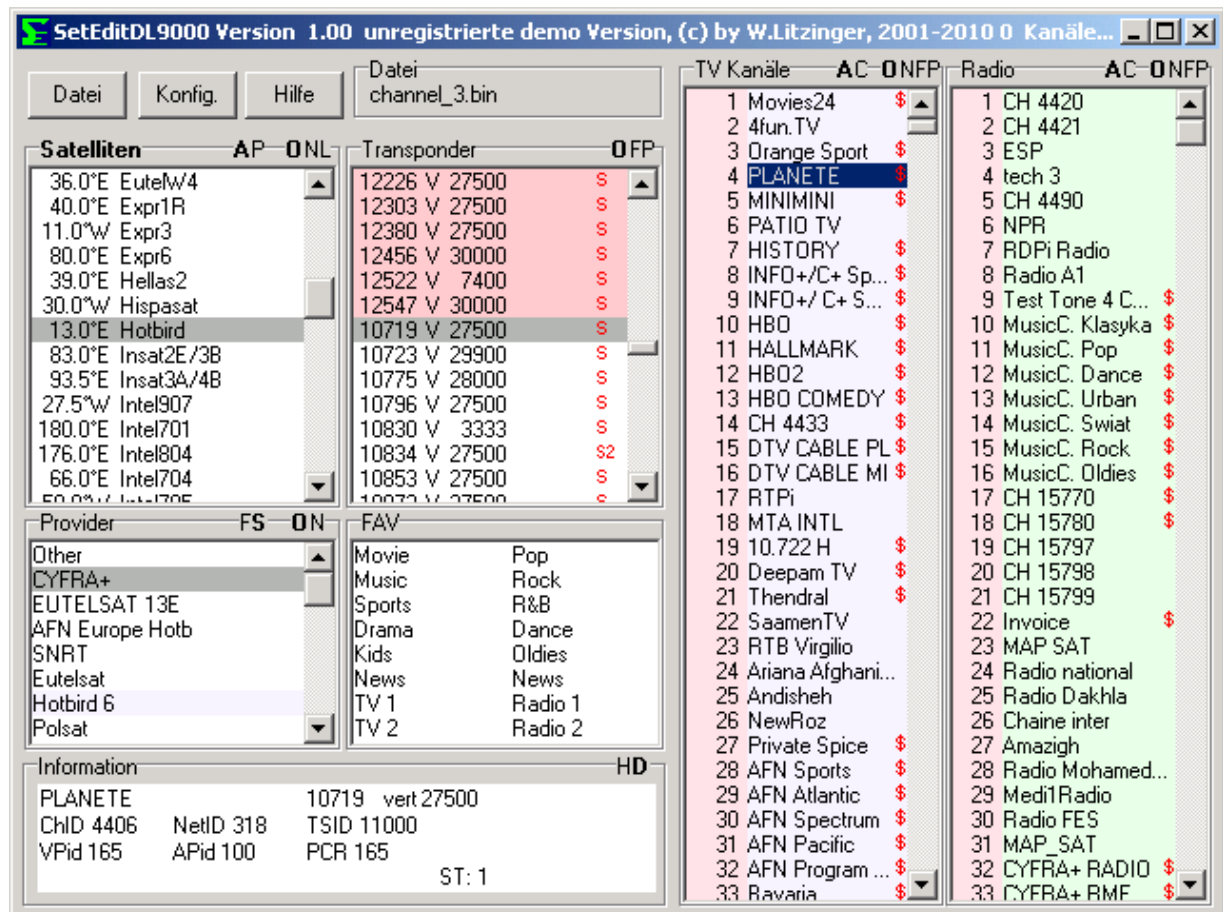 SetEditDL9000 Version 1.00 unregistrierte demo Version, (c) by W.Litzinger, 2001-2010 0 Kanäle...
Datei Konfig. Hilfe
Datei
channel_3.bin
Satelliten AP ONL
36.0°E EutelW4
40.0°E Expr1R
11.0°W Expr3
80.0°E Expr6
39.0°E Hellas2
30.0°W Hispasat
13.0°E Hotbird
83.0°E Insat2E/3B
93.5°E Insat3A/4B
27.5°W Intel907
180.0°E Intel701
176.0°E Intel804
66.0°E Intel704
Transponder OFP
12226 V 27500 S
12303 V 27500 S
12380 V 27500 S
12456 V 30000 S
12522 V 7400 S
12547 V 30000 S
10719 V 27500 S
10723 V 29900 S
10775 V 28000 S
10796 V 27500 S
10830 V 3333 S
10834 V 27500 S2
10853 V 27500 S
Provider FS ON
Other
CYFRA+
EUTELSAT 13E
AFN Europe Hotb
SNRT
Eutelsat
Hotbird 6
Polsat
FAV
Movie Pop
Music Rock
Sports R&B
Drama Dance
Kids Oldies
News News
TV 1 Radio 1
TV 2 Radio 2
Information HD
PLANETE 10719 vert 27500
ChID 4406 NetID 318 TSID 11000
VPid 165 APid 100 PCR 165
ST: 1
TV Kanäle AC ONFP
1 Movies24 $
2 4fun.TV
3 Orange Sport $
4 PLANETE $
5 MINIMINI $
6 PATIO TV
7 HISTORY $
8 INFO+/C+ Sp... $
9 INFO+/ C+ S... $
10 HBO $
11 HALLMARK $
12 HBO2 $
13 HBO COMEDY $
14 CH 4433 $
15 DTV CABLE PL $
16 DTV CABLE MI $
17 RTPi
18 MTA INTL
19 10.722 H $
20 Deepam TV $
21 Thendral $
22 SaamenTV
23 RTB Virgilio
24 Ariana Afghani...
25 Andisheh
26 NewRoz
27 Private Spice $
28 AFN Sports $
29 AFN Atlantic $
30 AFN Spectrum $
31 AFN Pacific $
32 AFN Program ... $
33 Bavaria $
Radio AC ONFP
1 CH 4420
2 CH 4421
3 ESP
4 tech 3
5 CH 4490
6 NPR
7 RDPi Radio
8 Radio A1
9 Test Tone 4 C... $
10 MusicC. Klasyka $
11 MusicC. Pop $
12 MusicC. Dance $
13 MusicC. Urban $
14 MusicC. Swiat $
15 MusicC. Rock $
16 MusicC. Oldies $
17 CH 15770 $
18 CH 15780 $
19 CH 15797
20 CH 15798
21 CH 15799
22 Invoice $
23 MAP SAT
24 Radio national
25 Radio Dakhla
26 Chaine inter
27 Amazigh
28 Radio Mohamed...
29 Medi1Radio
30 Radio FES
31 MAP_SAT
32 CYFRA+ RADIO $
33 CYFRA+ RMF $